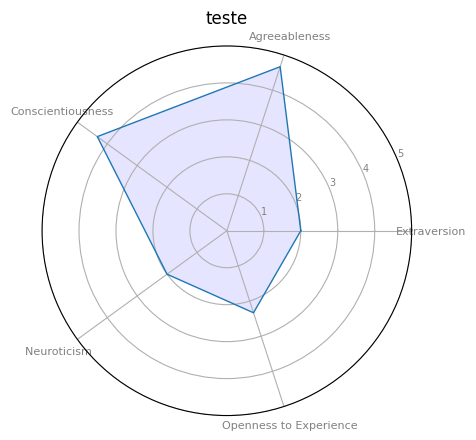 teste
Agreeableness
Conscientiousness
5
4
3
2
1
Extraversion
Neuroticism
Openness to Experience